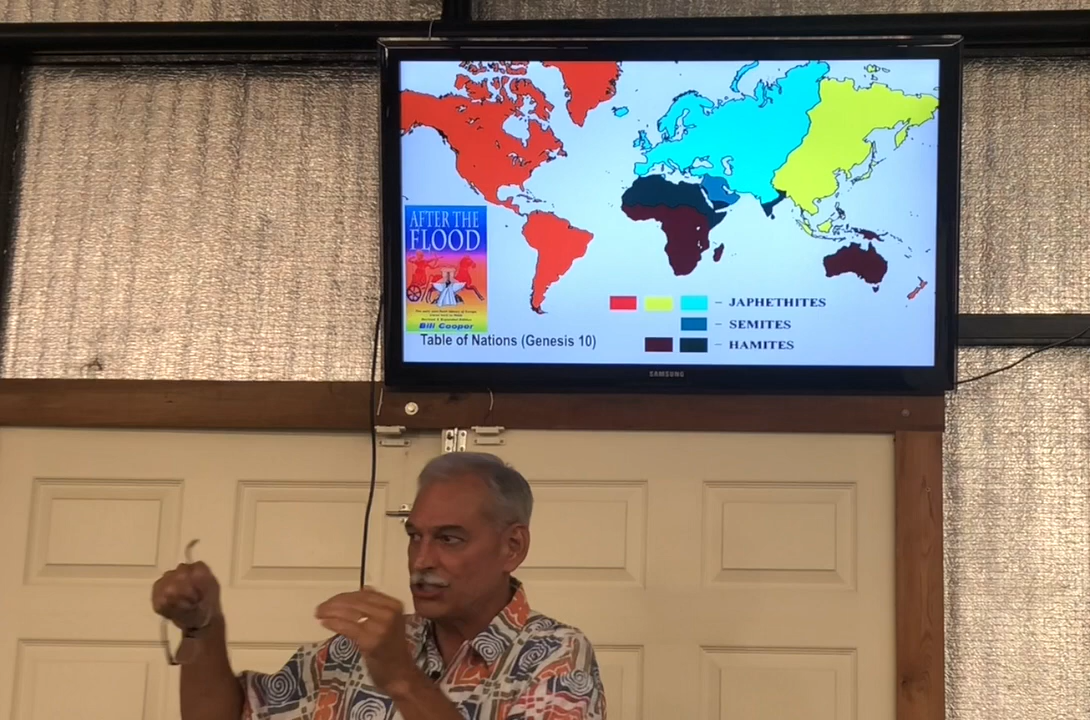 AFTER THE
FLOOD
Bill Cooper
Table of Nations (Genesis 10)
– JAPHETHITES
– SEMITES
– HAMITES
SAMSUNG